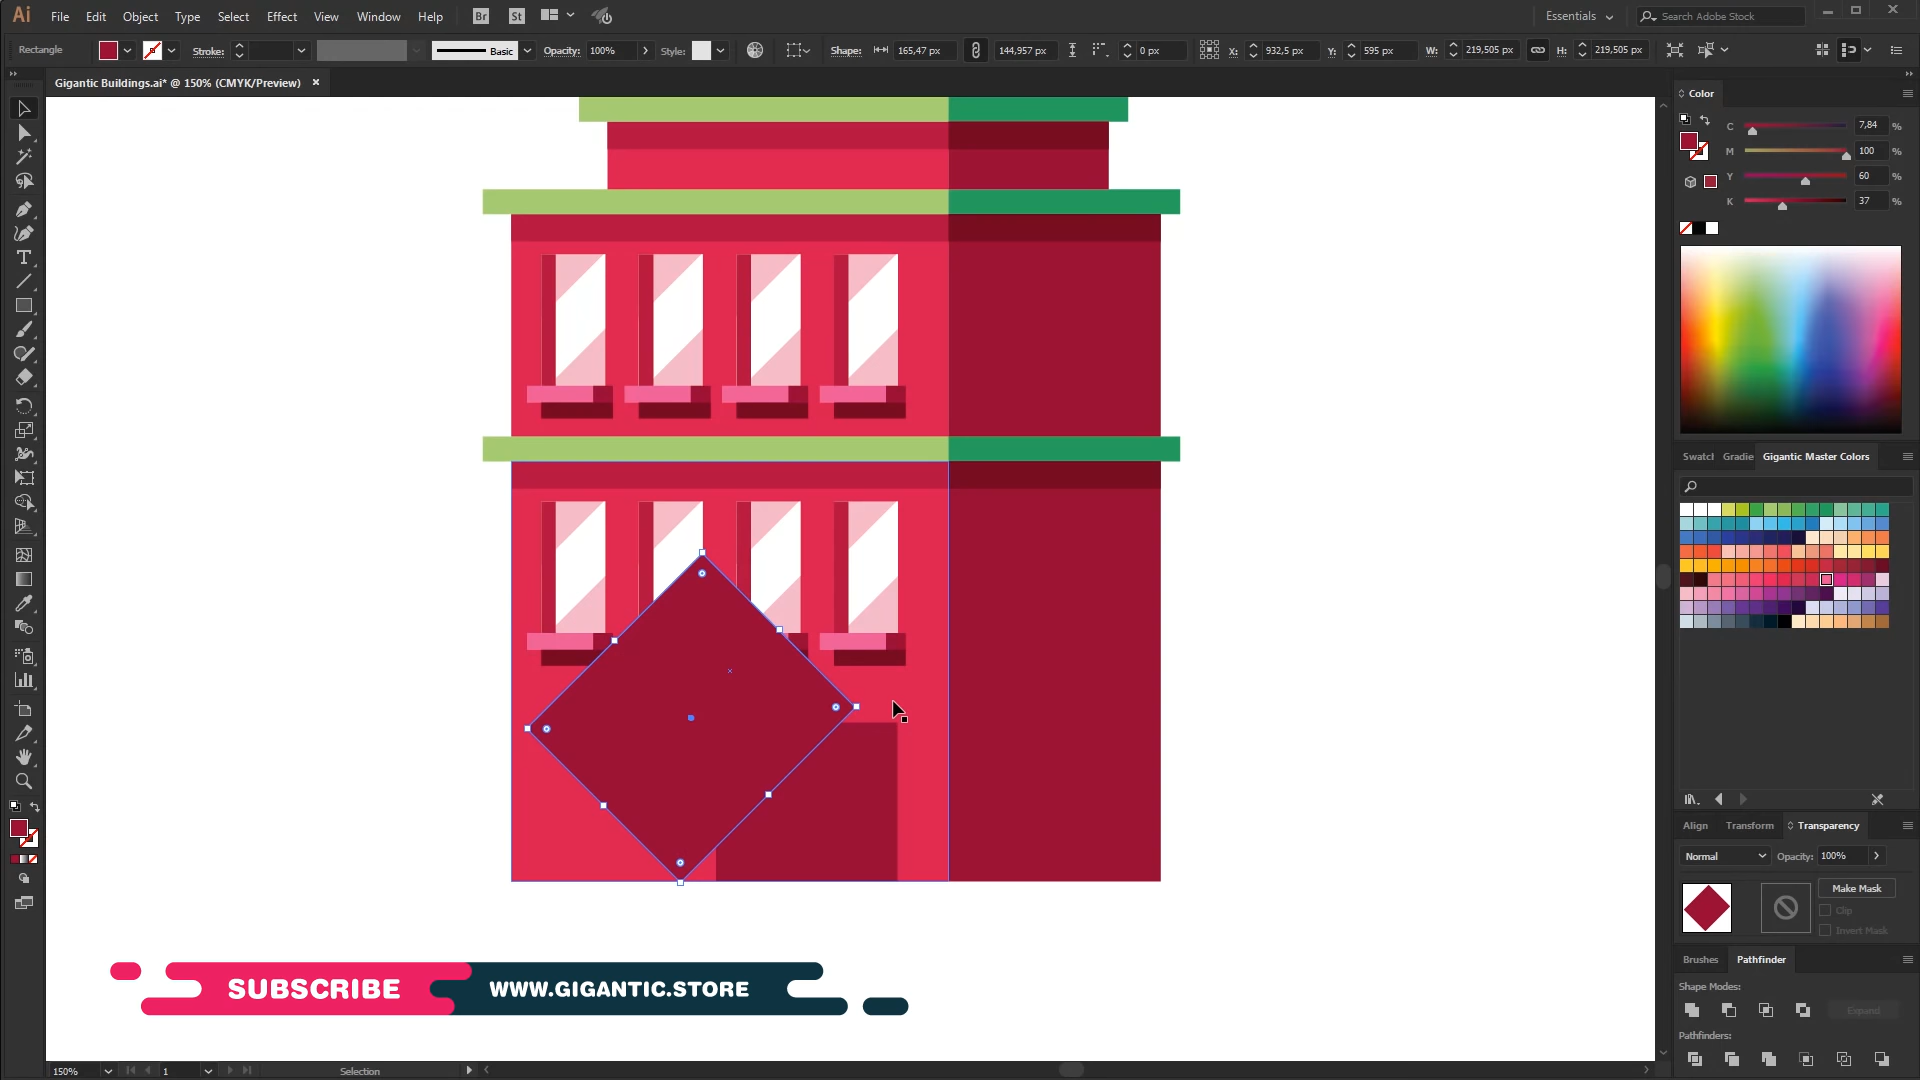 Ai File Edit Object Type Select Effect View Window Help Br St Essentials Search Adobe Stock
Rectangle Stroke: Basic Opacity: 100% Style: Shape: 165,47 px 144,957 px 0 px X: 932,5 px Y: 595 px W: 219,505 px H: 219,505 px
Gigantic Buildings.ai* @ 150% (CMYK/Preview)
Color
C 7,84 %
M 100 %
Y 60 %
K 37 %
Swatcl Gradie Gigantic Master Colors
Align Transform Transparency
Normal Opacity: 100%
Make Mask
Clip
Invert Mask
Brushes Pathfinder
Shape Modes:
Expand
Pathfinders:
SUBSCRIBE WWW.GIGANTIC.STORE
150% 1 Selection